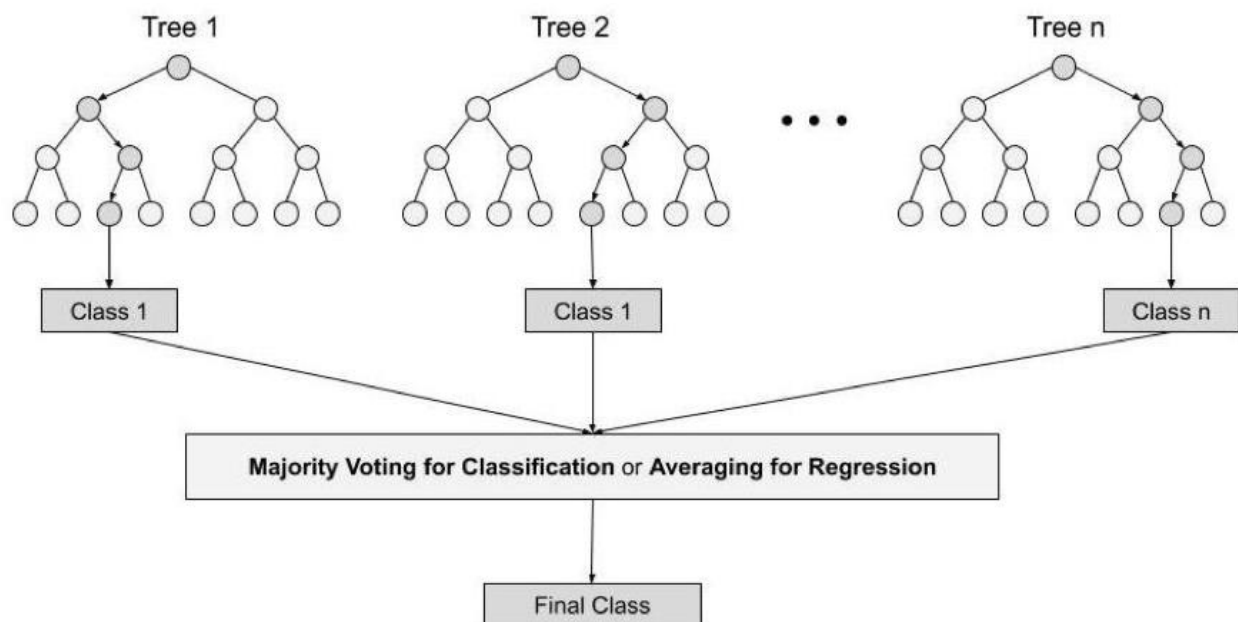 Tree 1
Tree 2
Tree n
Class 1
Class 1
Class n
Majority Voting for Classification or Averaging for Regression
Final Class